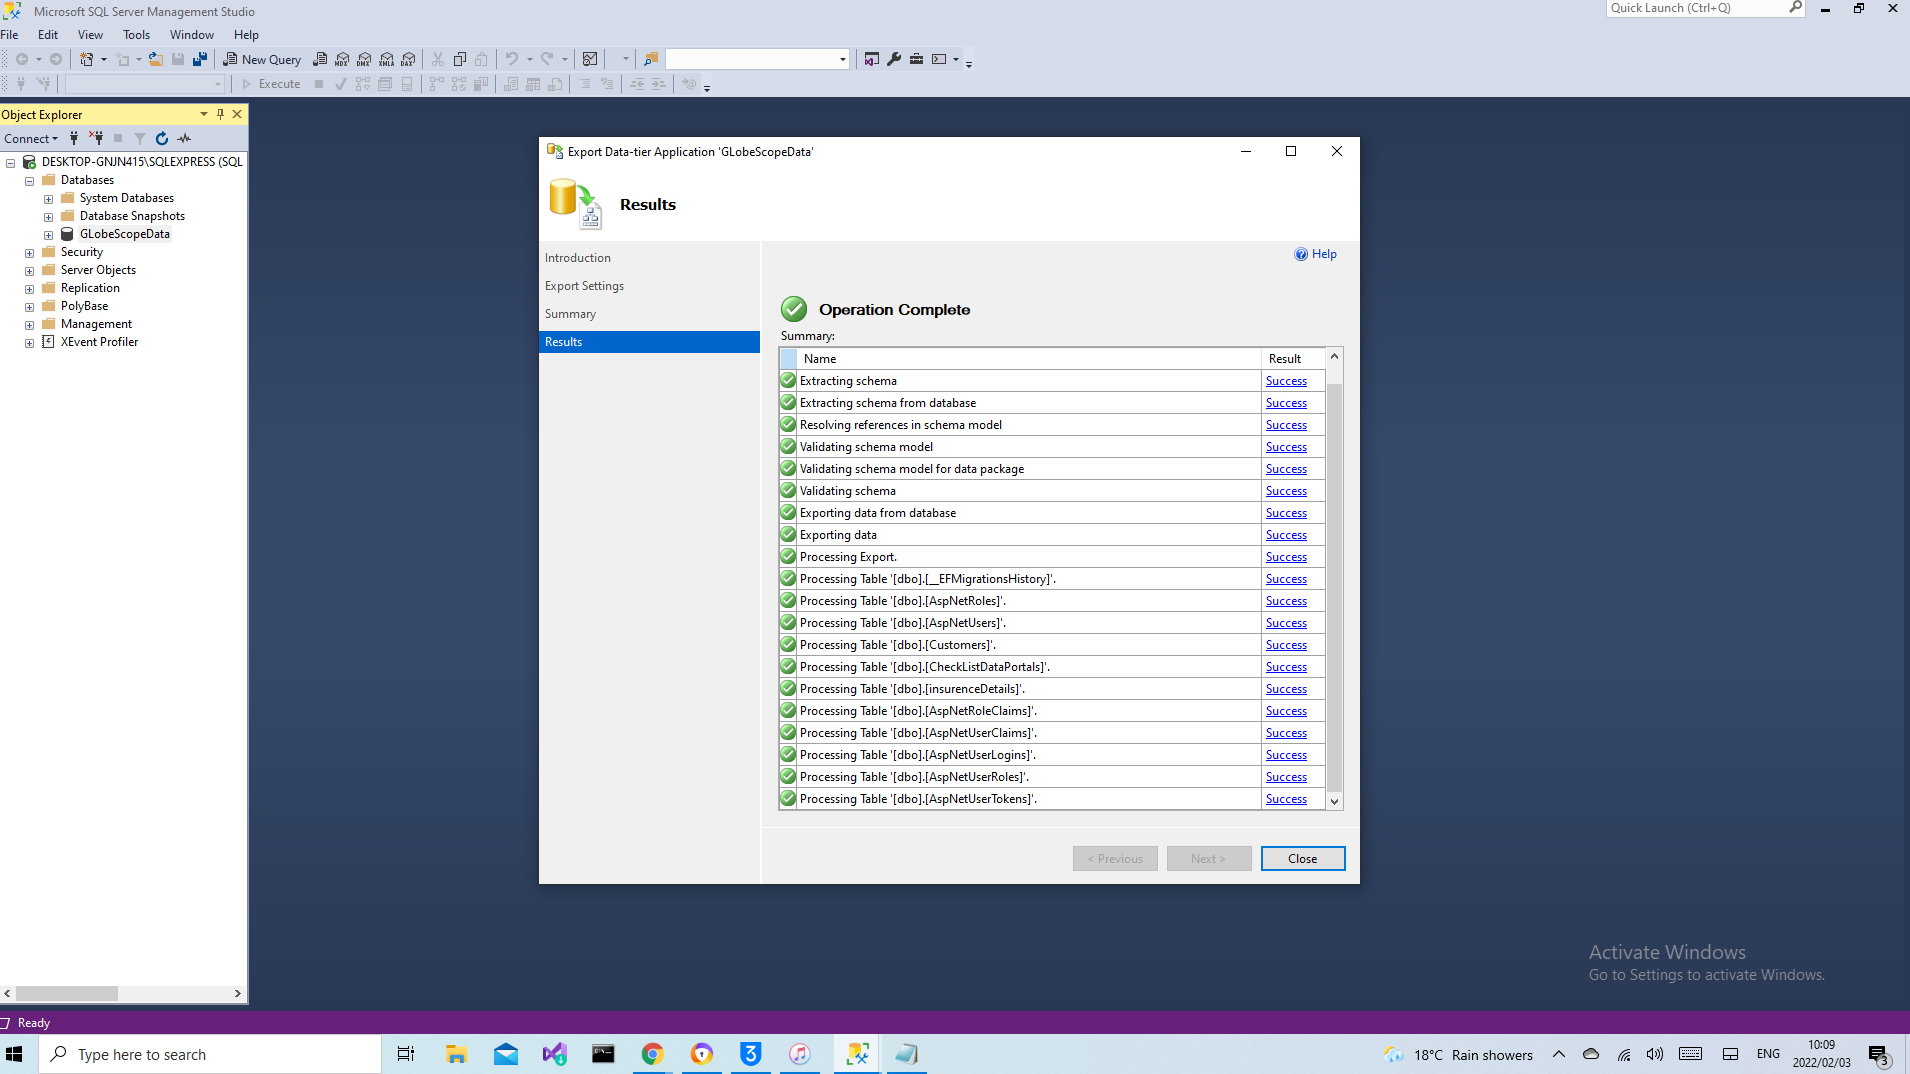 Microsoft SQL Server Management Studio
Quick Launch (Ctrl+Q)
File Edit View Tools Window Help
New Query
MDX DMX XMLA DAX
Execute
Object Explorer
Connect
DESKTOP-GNJN415\SQLEXPRESS (SQL
Databases
System Databases
Database Snapshots
GLobeScopeData
Security
Server Objects
Replication
PolyBase
Management
XEvent Profiler
Export Data-tier Application 'GLobeScopeData'
Results
Introduction
Export Settings
Summary
Results
Help
Operation Complete
Summary:
Name Result
Extracting schema Success
Extracting schema from database Success
Resolving references in schema model Success
Validating schema model Success
Validating schema model for data package Success
Validating schema Success
Exporting data from database Success
Exporting data Success
Processing Export. Success
Processing Table '[dbo].[__EFMigrationsHistory]'. Success
Processing Table '[dbo].[AspNetRoles]'. Success
Processing Table '[dbo].[AspNetUsers]'. Success
Processing Table '[dbo].[Customers]'. Success
Processing Table '[dbo].[CheckListDataPortals]'. Success
Processing Table '[dbo].[insurenceDetails]'. Success
Processing Table '[dbo].[AspNetRoleClaims]'. Success
Processing Table '[dbo].[AspNetUserClaims]'. Success
Processing Table '[dbo].[AspNetUserLogins]'. Success
Processing Table '[dbo].[AspNetUserRoles]'. Success
Processing Table '[dbo].[AspNetUserTokens]'. Success
< Previous Next > Close
Activate Windows
Go to Settings to activate Windows.
Ready
Type here to search
3
18°C Rain showers
ENG
10:09
2022/02/03
3